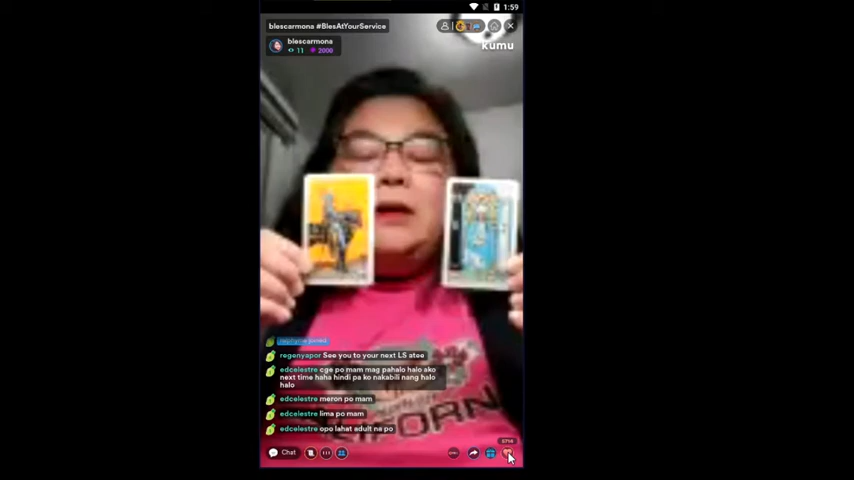 1:59
blescarmona #BlesAtYourService
blescarmona
11 2000
kumu
joined
regenyapor See you to your next LS atee
edcelestre cge po mam mag pahalo halo ako
next time haha hindi pa ko nakabili nang halo
halo
edcelestre meron po mam
edcelestre lima po mam
edcelestre opo lahat adult na po
Chat